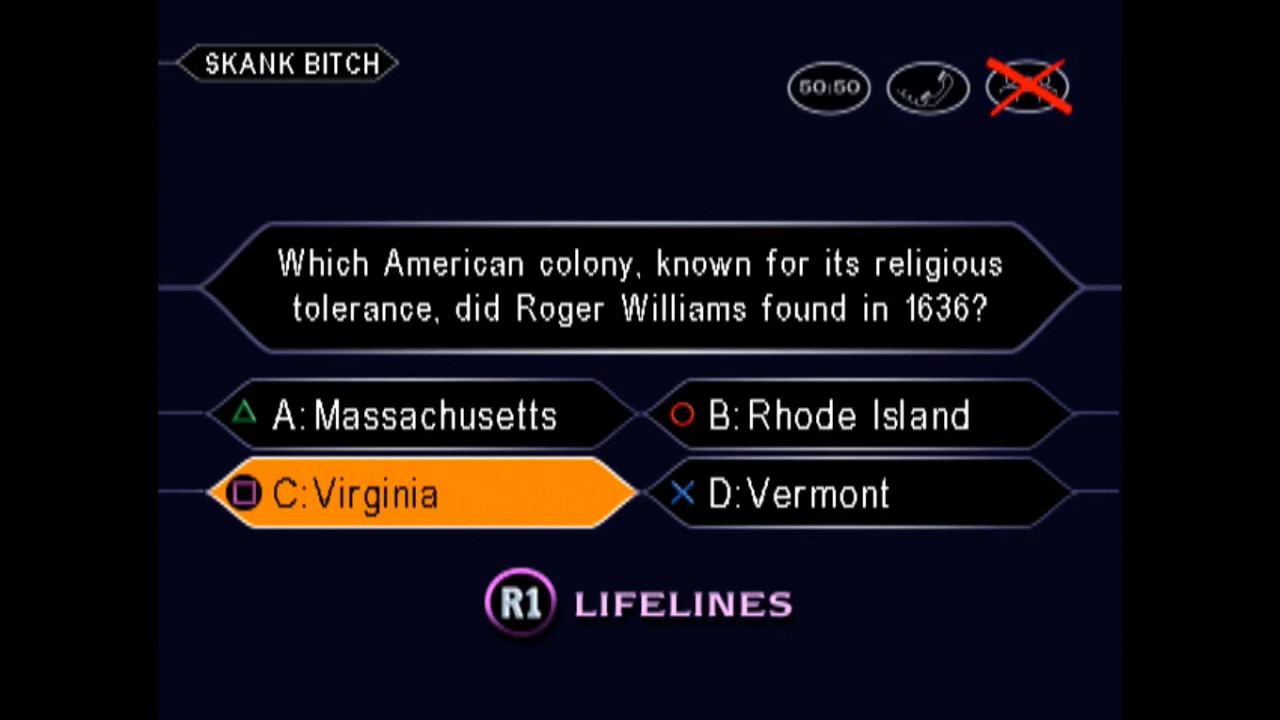 SKANK BITCH
50:50
Which American colony, known for its religious
tolerance, did Roger Williams found in 1636?
A: Massachusetts
B: Rhode Island
C: Virginia
D: Vermont
R1 LIFELINES